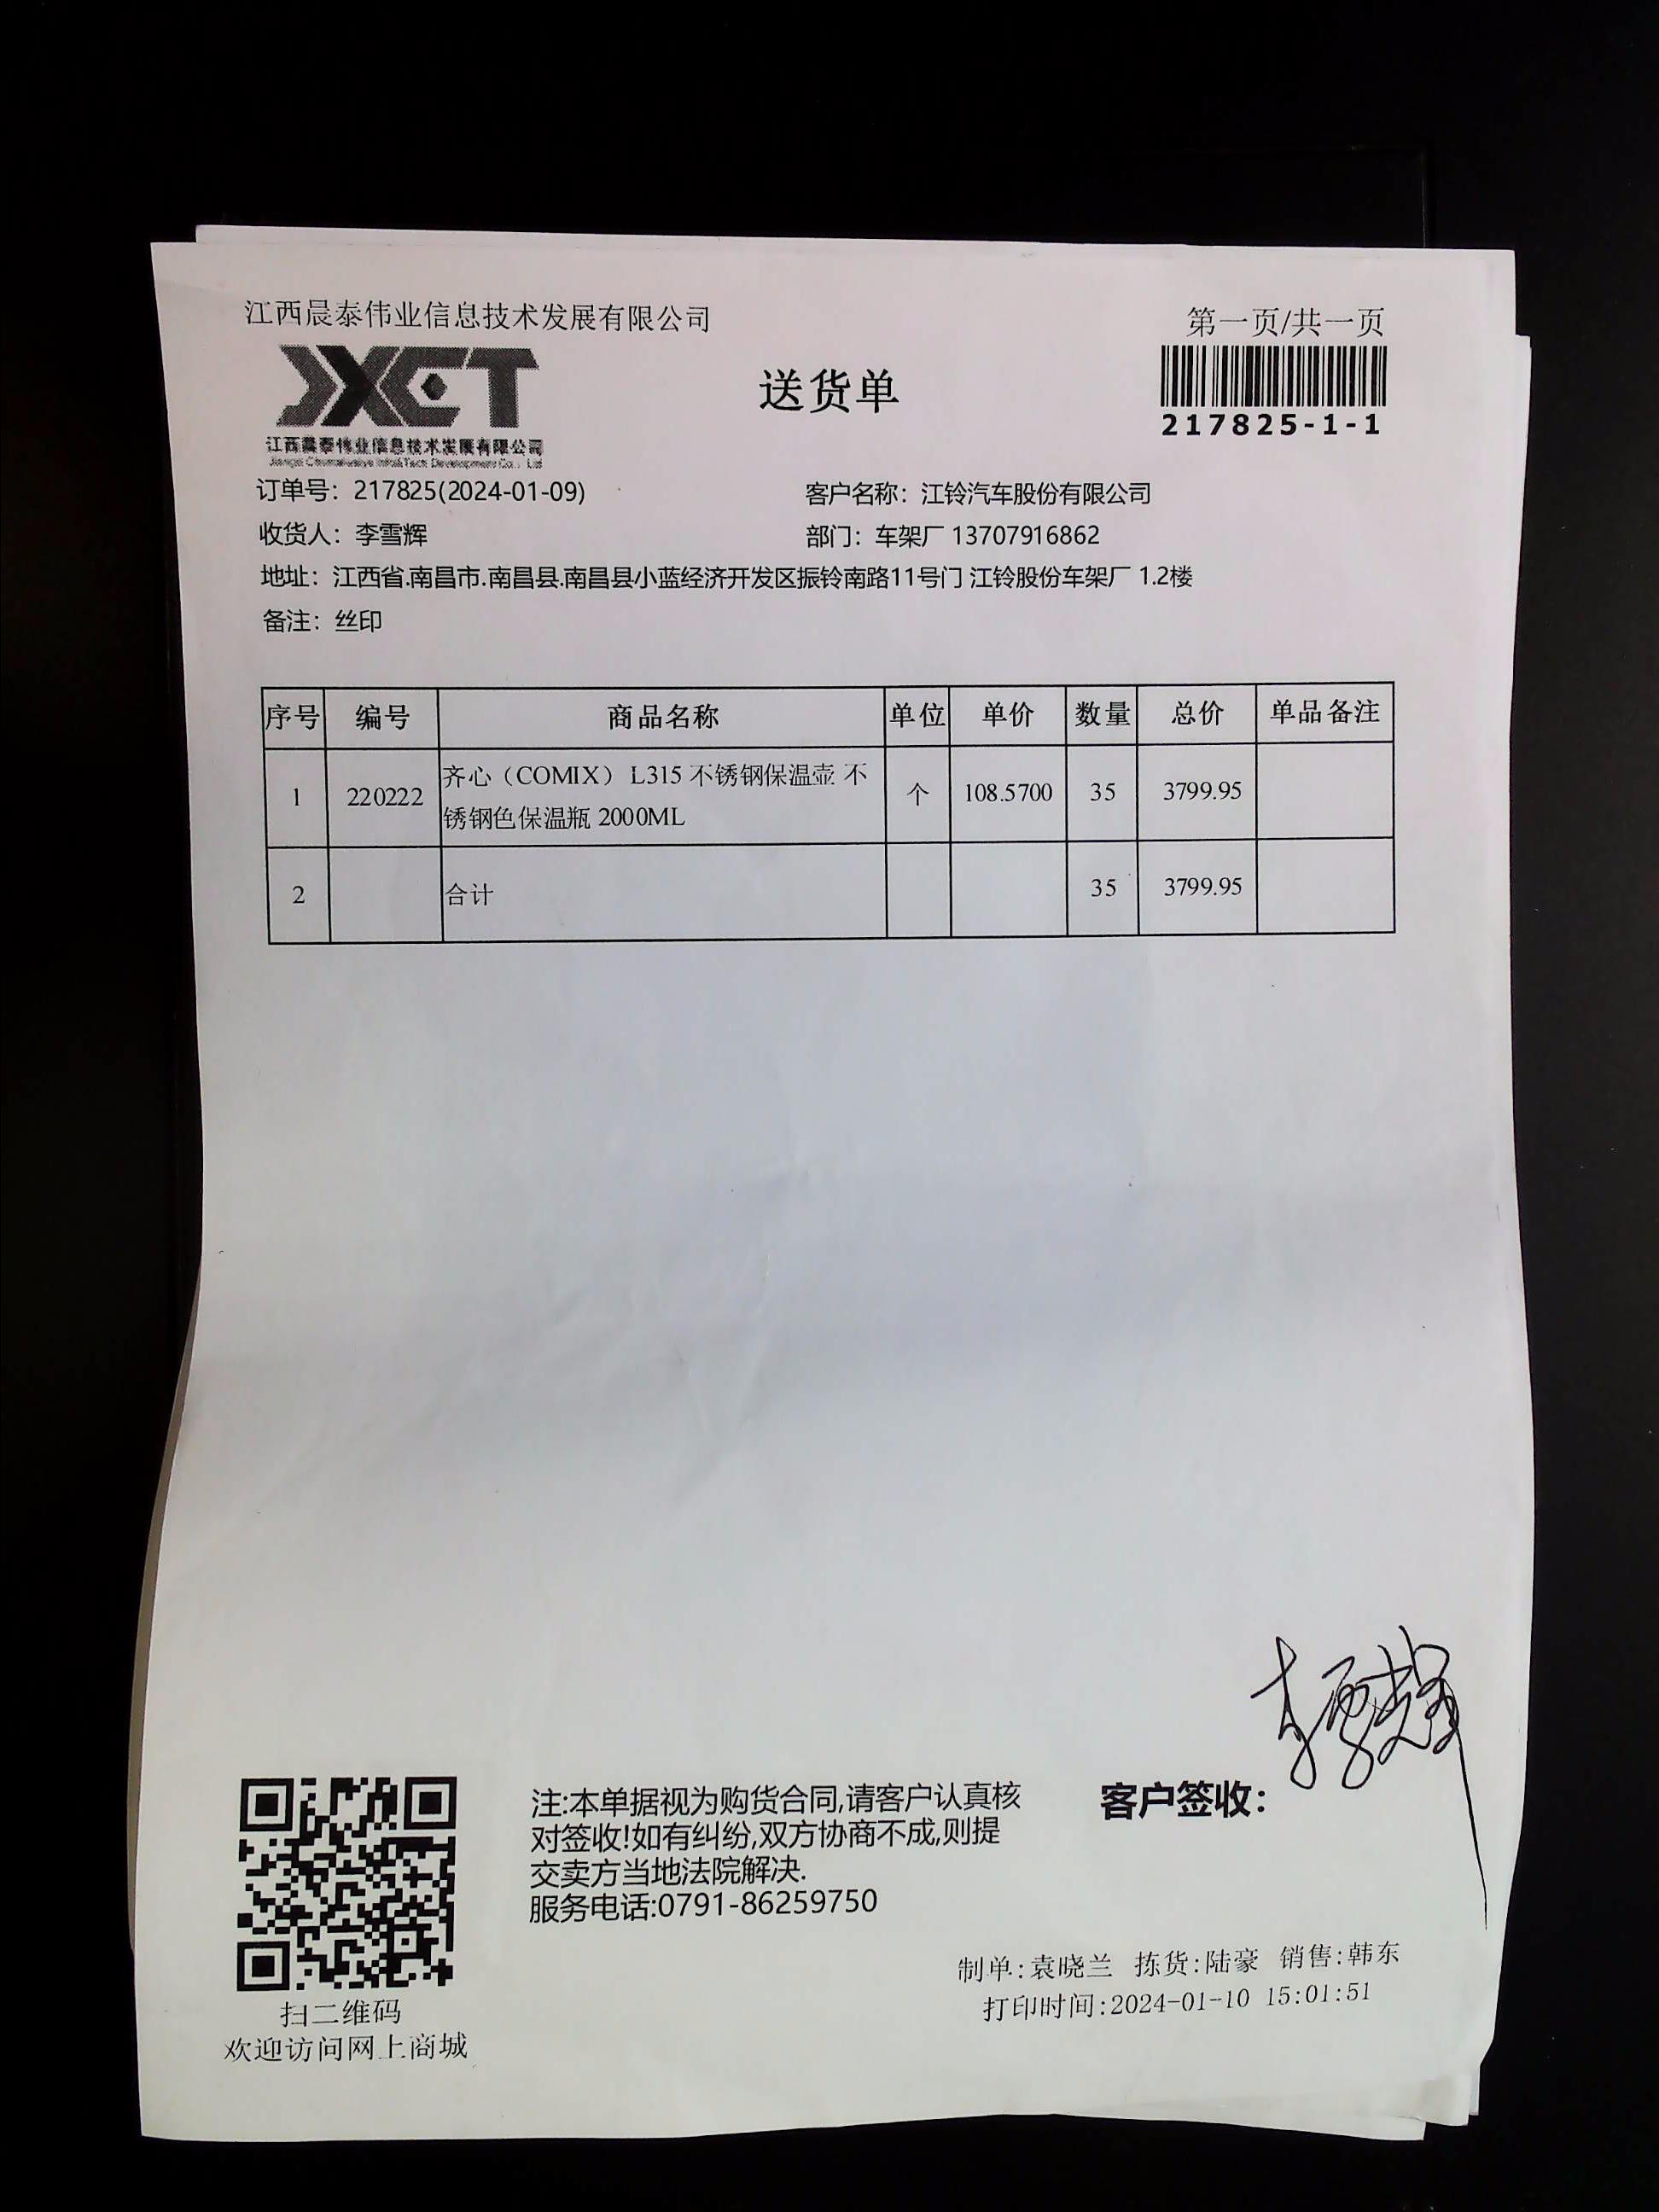 江西晨泰伟业信息技术发展有限公司
第一页/共一页
JXCT
江西晨泰伟业信息技术发展有限公司
送货单
217825-1-1
订单号：217825(2024-01-09)
客户名称：江铃汽车股份有限公司
收货人：李雪辉
部门：车架厂 13707916862
地址：江西省.南昌市.南昌县.南昌县小蓝经济开发区振铃南路11号门 江铃股份车架厂 1.2楼
备注：丝印
序号 编号 商品名称 单位 单价 数量 总价 单品备注
1 220222 齐心（COMIX） L315 不锈钢保温壶 不 个 108.5700 35 3799.95
锈钢色保温瓶 2000ML
2 合计 35 3799.95
李雪辉
客户签收：
注:本单据视为购货合同,请客户认真核
对签收!如有纠纷,双方协商不成,则提
交卖方当地法院解决.
服务电话:0791-86259750
制单:袁晓兰 拣货:陆豪 销售:韩东
打印时间:2024-01-10 15:01:51
扫二维码
欢迎访问网上商城